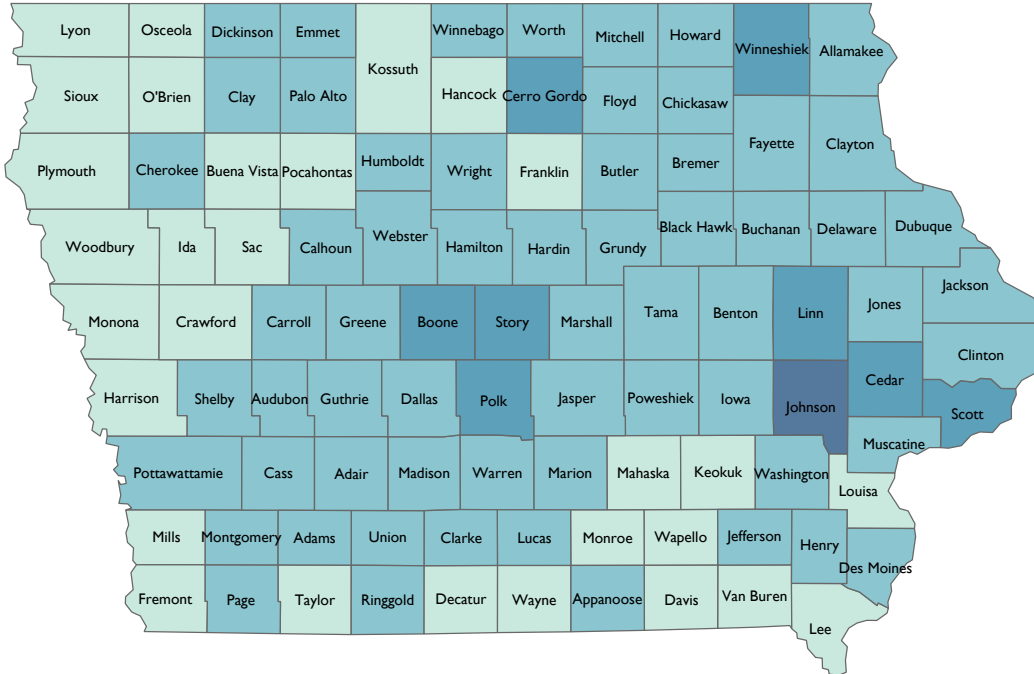 Lyon
Osceola
Dickinson
Emmet
Kossuth
Winnebago
Worth
Mitchell
Howard
Winneshiek
Allamakee
Sioux
O'Brien
Clay
Palo Alto
Hancock
Cerro Gordo
Floyd
Chickasaw
Fayette
Clayton
Plymouth
Cherokee
Buena Vista
Pocahontas
Humboldt
Wright
Franklin
Butler
Bremer
Woodbury
Ida
Sac
Calhoun
Webster
Hamilton
Hardin
Grundy
Black Hawk
Buchanan
Delaware
Dubuque
Monona
Crawford
Carroll
Greene
Boone
Story
Marshall
Tama
Benton
Linn
Jones
Jackson
Clinton
Harrison
Shelby
Audubon
Guthrie
Dallas
Polk
Jasper
Poweshiek
Iowa
Johnson
Cedar
Scott
Muscatine
Pottawattamie
Cass
Adair
Madison
Warren
Marion
Mahaska
Keokuk
Washington
Louisa
Mills
Montgomery
Adams
Union
Clarke
Lucas
Monroe
Wapello
Jefferson
Henry
Des Moines
Fremont
Page
Taylor
Ringgold
Decatur
Wayne
Appanoose
Davis
Van Buren
Lee